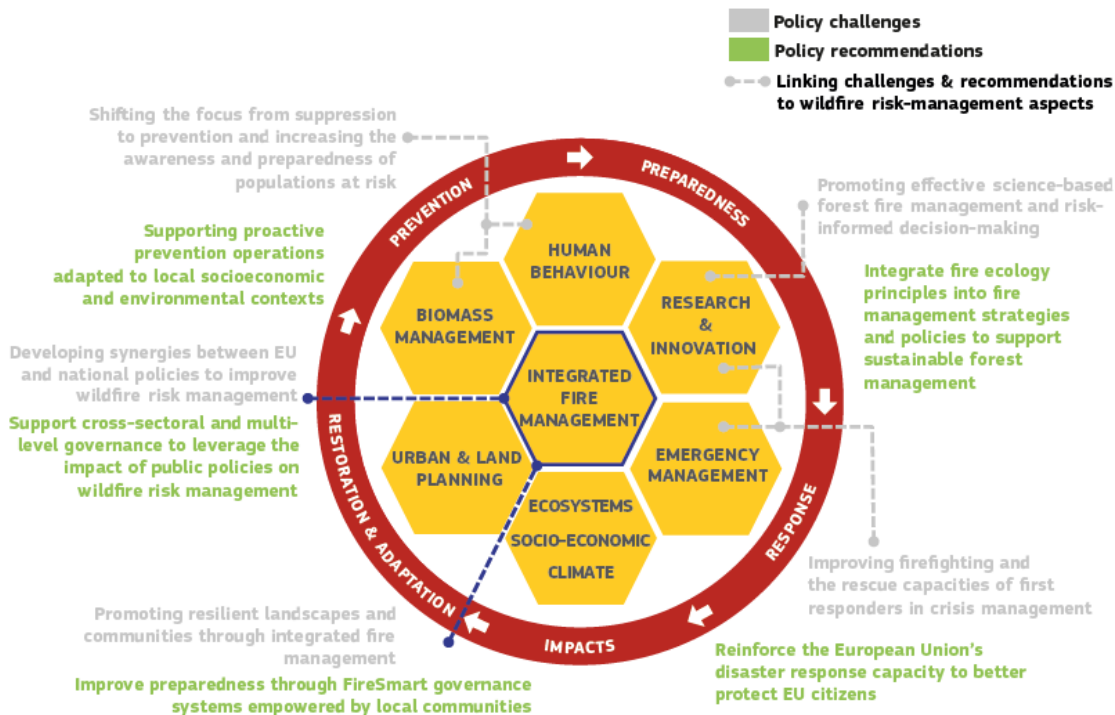 Policy challenges
Policy recommendations
Linking challenges & recommendations
to wildfire risk-management aspects
Shifting the focus from suppression
to prevention and increasing the
awareness and preparedness of
populations at risk
Supporting proactive
prevention operations
adapted to local socioeconomic
and environmental contexts
Developing synergies between EU
and national policies to improve
wildfire risk management
Support cross-sectoral and multi-
level governance to leverage the
impact of public policies on
wildfire risk management
Promoting resilient landscapes and
communities through integrated fire
management
Improve preparedness through FireSmart governance
systems empowered by local communities
PREVENTION
PREPAREDNESS
RESPONSE
IMPACTS
RESTORATION & ADAPTATION
HUMAN
BEHAVIOUR
BIOMASS
MANAGEMENT
RESEARCH
&
INNOVATION
INTEGRATED
FIRE
MANAGEMENT
URBAN & LAND
PLANNING
EMERGENCY
MANAGEMENT
ECOSYSTEMS
SOCIO-ECONOMIC
CLIMATE
Promoting effective science-based
forest fire management and risk-
informed decision-making
Integrate fire ecology
principles into fire
management strategies
and policies to support
sustainable forest
management
Improving firefighting and
the rescue capacities of first
responders in crisis management
Reinforce the European Union's
disaster response capacity to better
protect EU citizens